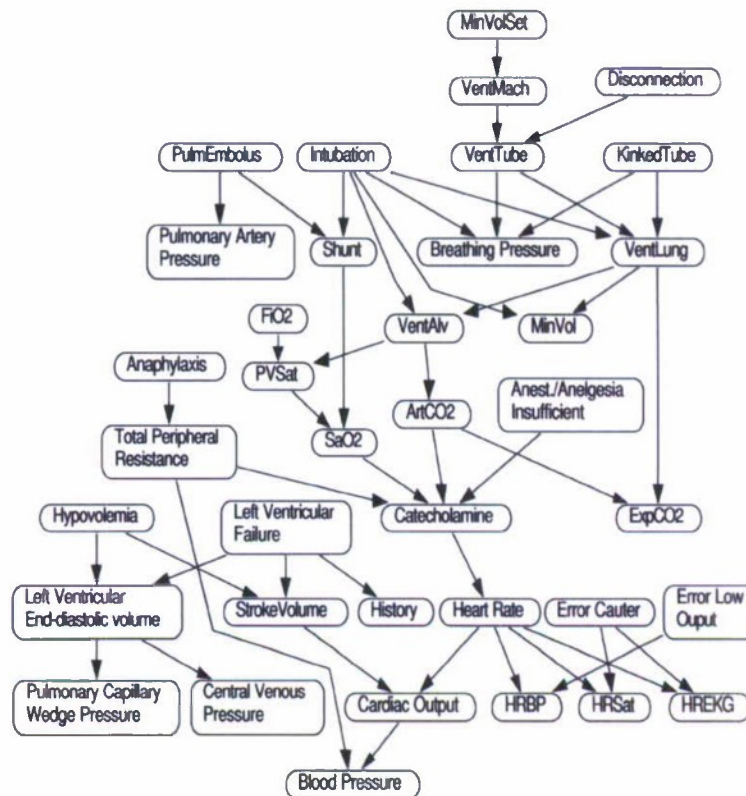 MinVolSet
VentMach
Disconnection
PulmEmbolus
Intubation
VentTube
KinkedTube
Pulmonary Artery
Pressure
Shunt
Breathing Pressure
VentLung
FiO2
VentAlv
MinVol
Anaphylaxis
PVSat
ArtCO2
Anest./Anelgesia
Insufficient
Total Peripheral
Resistance
SaO2
Hypovolemia
Left Ventricular
Failure
Catecholamine
ExpCO2
Left Ventricular
End-diastolic volume
StrokeVolume
History
Heart Rate
Error Cauter
Error Low
Ouput
Pulmonary Capillary
Wedge Pressure
Central Venous
Pressure
Cardiac Output
HRBP
HRSat
HREKG
Blood Pressure